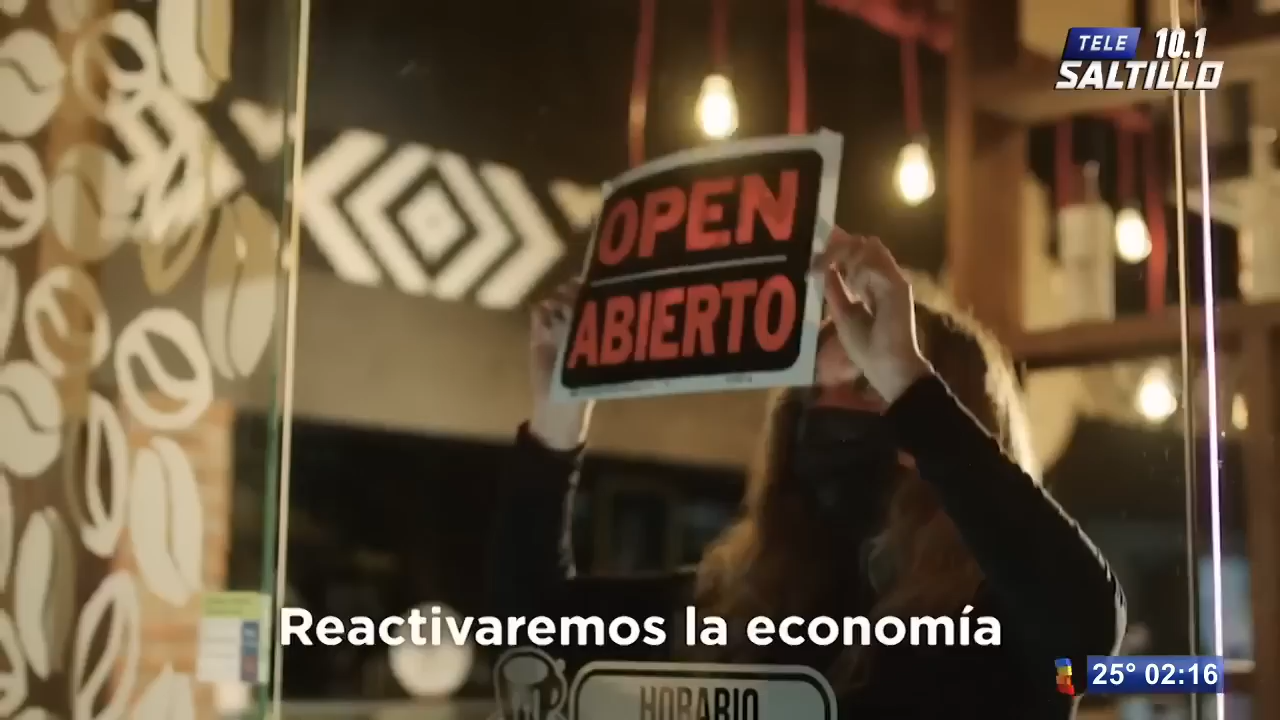 TELE 10.1
SALTILLO
OPEN
ABIERTO
Reactivaremos la economía
HORARIO
25° 02:16